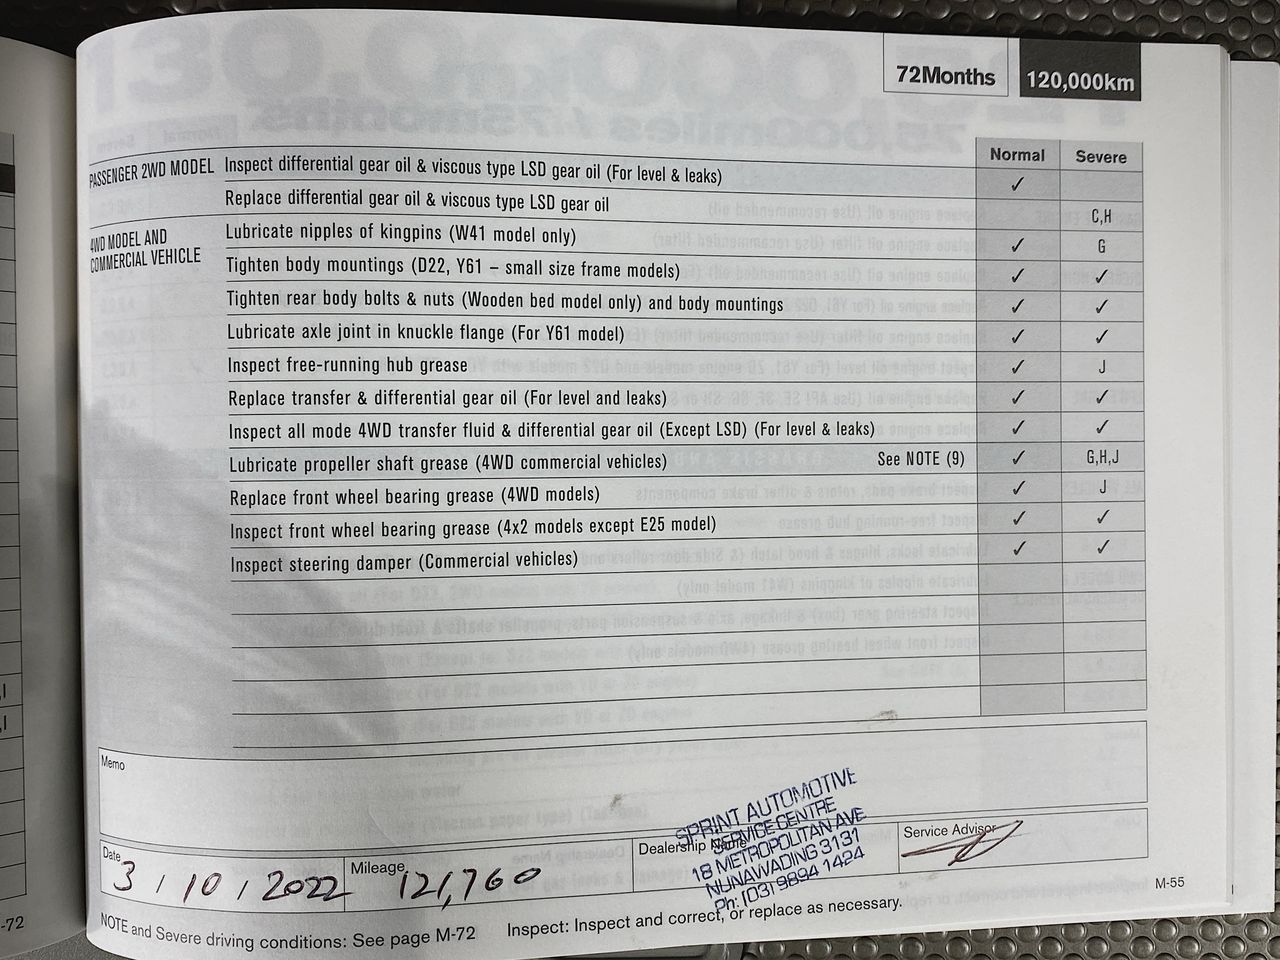 72Months 120,000km
Normal Severe
PASSENGER 2WD MODEL Inspect differential gear oil & viscous type LSD gear oil (For level & leaks) ✓
Replace differential gear oil & viscous type LSD gear oil C,H
4WD MODEL AND COMMERCIAL VEHICLE Lubricate nipples of kingpins (W41 model only) ✓ G
Tighten body mountings (D22, Y61 – small size frame models) ✓ ✓
Tighten rear body bolts & nuts (Wooden bed model only) and body mountings ✓ ✓
Lubricate axle joint in knuckle flange (For Y61 model) ✓ ✓
Inspect free-running hub grease ✓ J
Replace transfer & differential gear oil (For level and leaks) ✓ ✓
Inspect all mode 4WD transfer fluid & differential gear oil (Except LSD) (For level & leaks) ✓ ✓
Lubricate propeller shaft grease (4WD commercial vehicles) See NOTE (9) ✓ G,H,J
Replace front wheel bearing grease (4WD models) ✓ J
Inspect front wheel bearing grease (4x2 models except E25 model) ✓ ✓
Inspect steering damper (Commercial vehicles) ✓ ✓
Memo
Date 3 / 10 / 2022
Mileage 121,760
Dealership Name
SPRINT AUTOMOTIVE
SERVICE CENTRE
18 METROPOLITAN AVE
NUNAWADING 3131
Ph: (03) 9894 1424
Service Advisor
M-55
NOTE and Severe driving conditions: See page M-72 Inspect: Inspect and correct, or replace as necessary.
-72